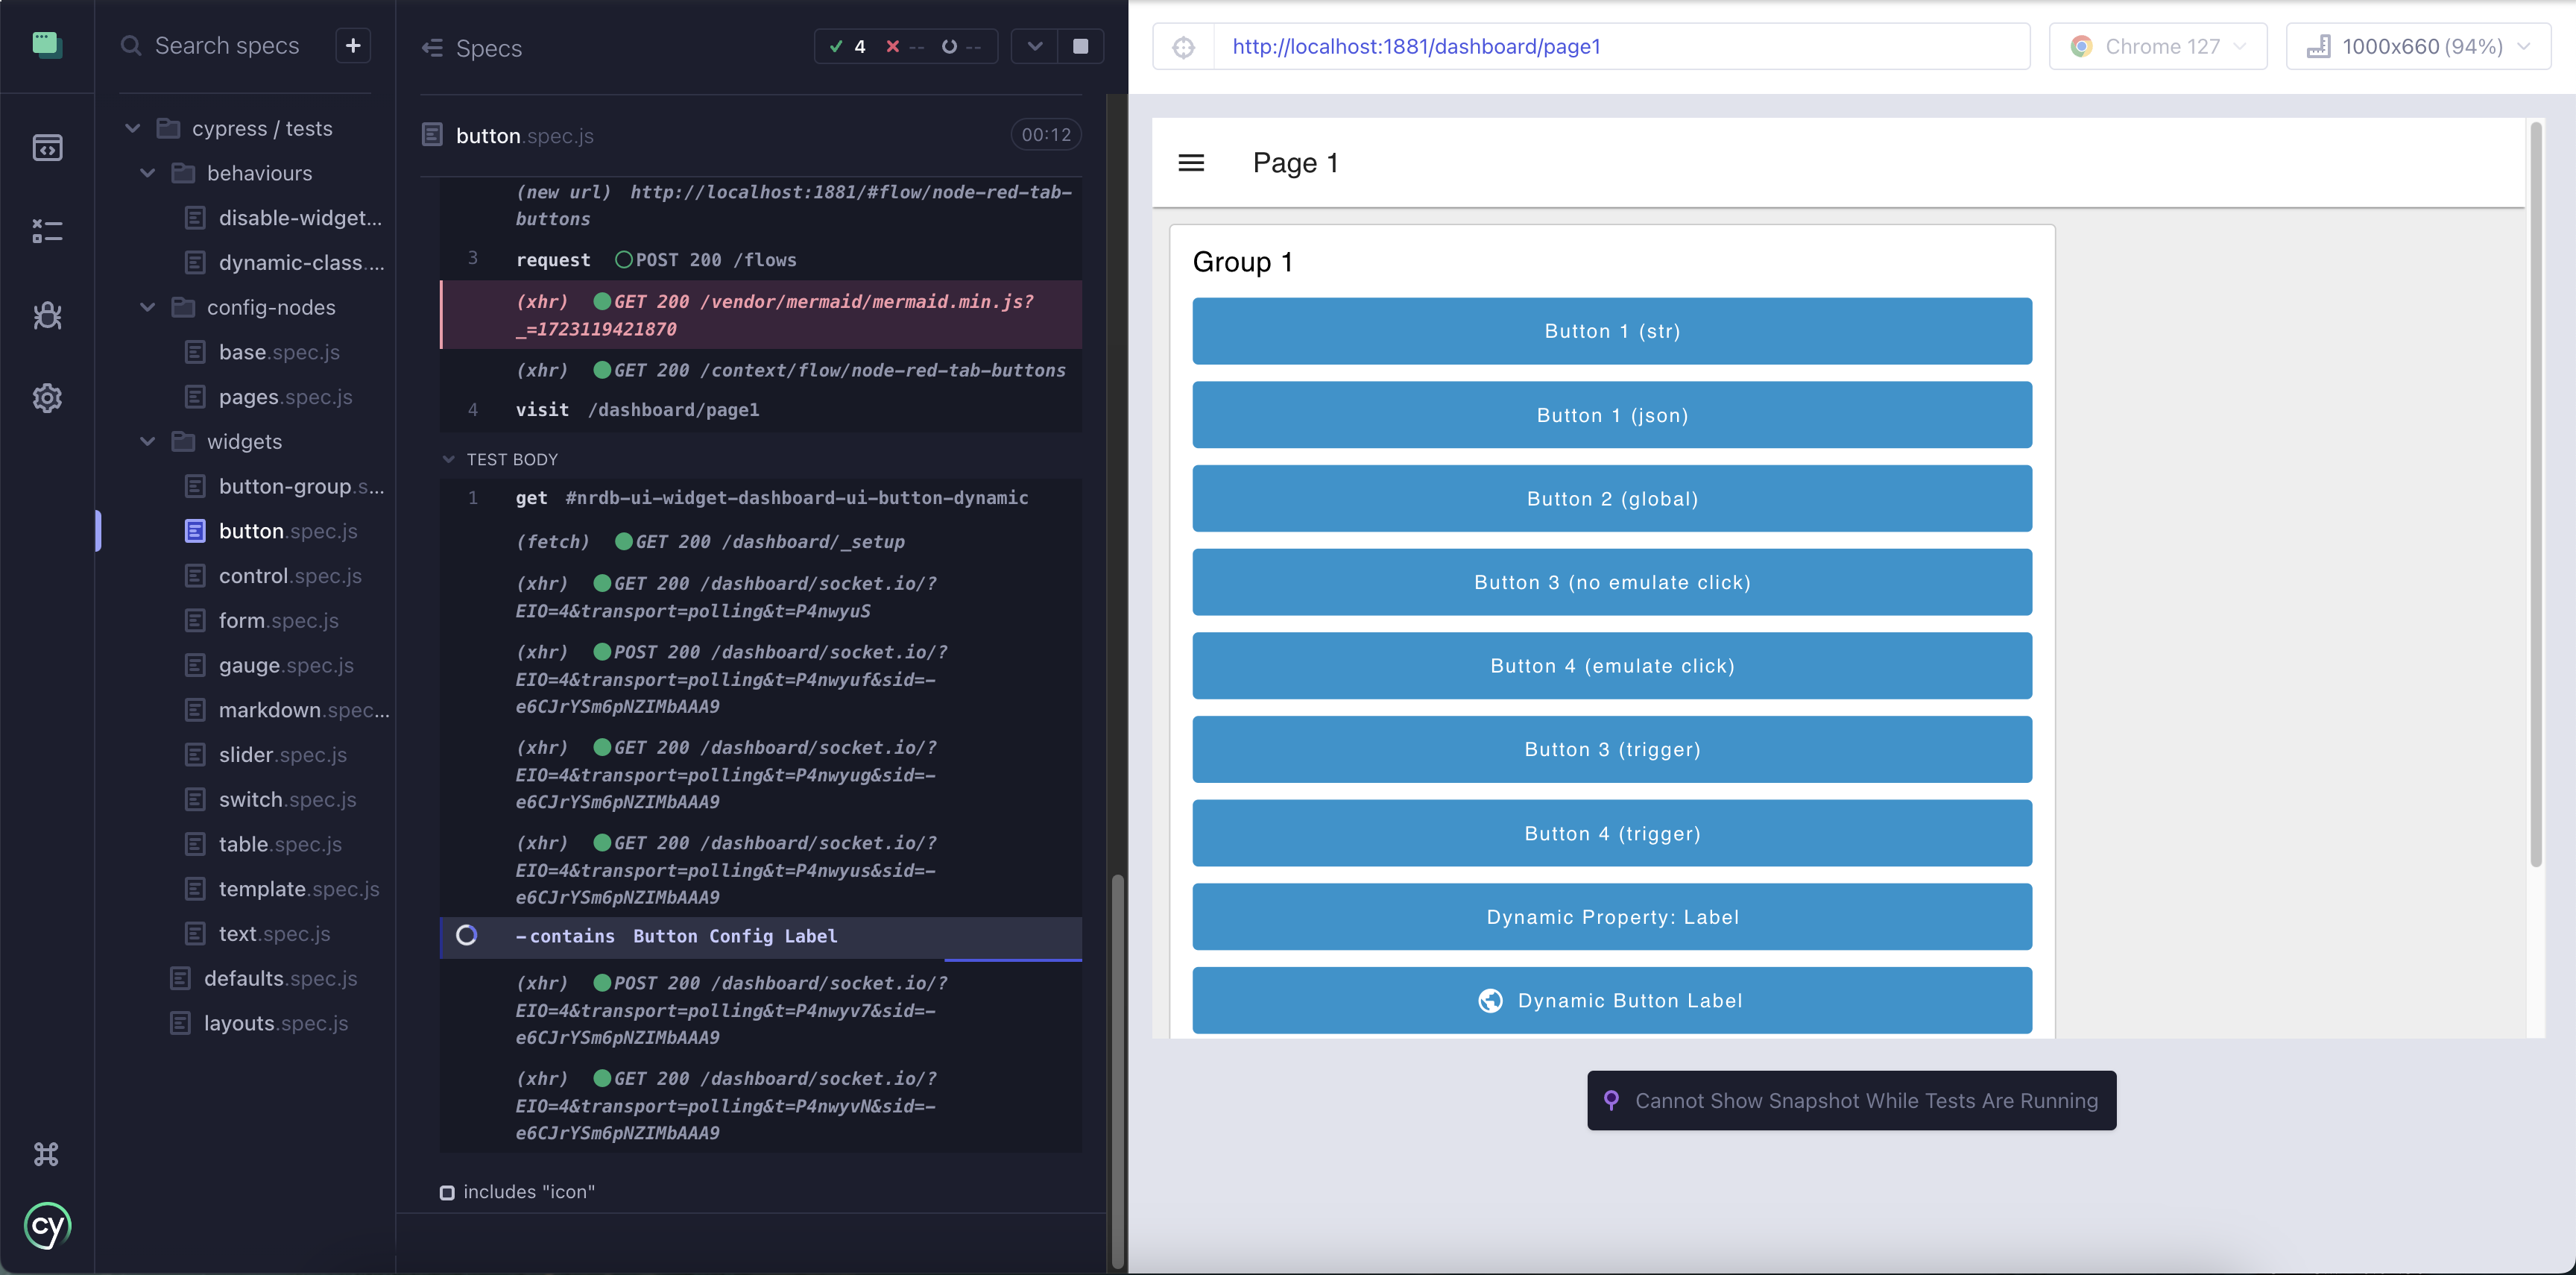 Search specs
+
cypress / tests
behaviours
disable-widget...
dynamic-class....
config-nodes
base.spec.js
pages.spec.js
widgets
button-group.s...
button.spec.js
control.spec.js
form.spec.js
gauge.spec.js
markdown.spec...
slider.spec.js
switch.spec.js
table.spec.js
template.spec.js
text.spec.js
defaults.spec.js
layouts.spec.js
cy
Specs
4 -- --
button.spec.js 00:12
(new url) http://localhost:1881/#flow/node-red-tab-
buttons
3 request POST 200 /flows
(xhr) GET 200 /vendor/mermaid/mermaid.min.js?
_=1723119421870
(xhr) GET 200 /context/flow/node-red-tab-buttons
4 visit /dashboard/page1
TEST BODY
1 get #nrdb-ui-widget-dashboard-ui-button-dynamic
(fetch) GET 200 /dashboard/_setup
(xhr) GET 200 /dashboard/socket.io/?
EIO=4&transport=polling&t=P4nwyuS
(xhr) POST 200 /dashboard/socket.io/?
EIO=4&transport=polling&t=P4nwyuf&sid=-
e6CJrYSm6pNZIMbAAA9
(xhr) GET 200 /dashboard/socket.io/?
EIO=4&transport=polling&t=P4nwyug&sid=-
e6CJrYSm6pNZIMbAAA9
(xhr) GET 200 /dashboard/socket.io/?
EIO=4&transport=polling&t=P4nwyus&sid=-
e6CJrYSm6pNZIMbAAA9
-contains Button Config Label
(xhr) POST 200 /dashboard/socket.io/?
EIO=4&transport=polling&t=P4nwyv7&sid=-
e6CJrYSm6pNZIMbAAA9
(xhr) GET 200 /dashboard/socket.io/?
EIO=4&transport=polling&t=P4nwyvN&sid=-
e6CJrYSm6pNZIMbAAA9
includes "icon"
http://localhost:1881/dashboard/page1
Chrome 127
1000x660 (94%)
Page 1
Group 1
Button 1 (str)
Button 1 (json)
Button 2 (global)
Button 3 (no emulate click)
Button 4 (emulate click)
Button 3 (trigger)
Button 4 (trigger)
Dynamic Property: Label
Dynamic Button Label
Cannot Show Snapshot While Tests Are Running